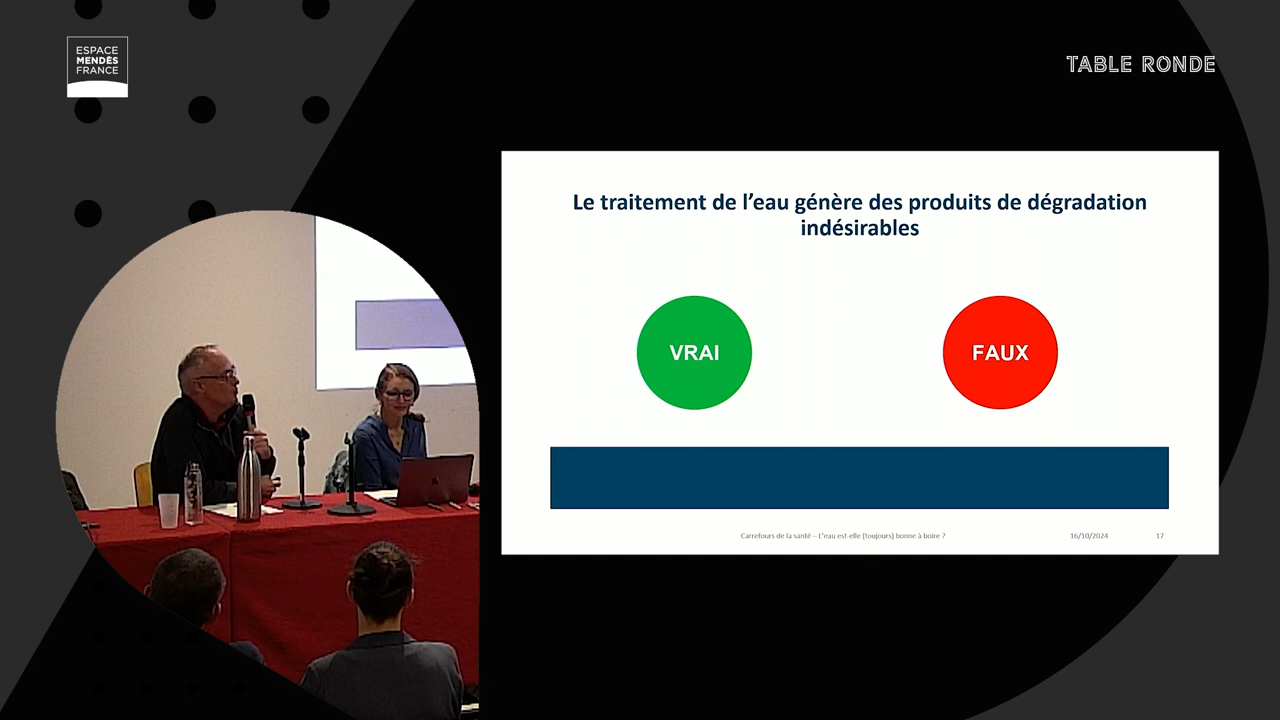 ESPACE
MENDÈS
FRANCE
TABLE RONDE
Le traitement de l'eau génère des produits de dégradation
indésirables
VRAI
FAUX
Carrefours de la santé – L'eau est-elle (toujours) bonne à boire ?
16/10/2024
17